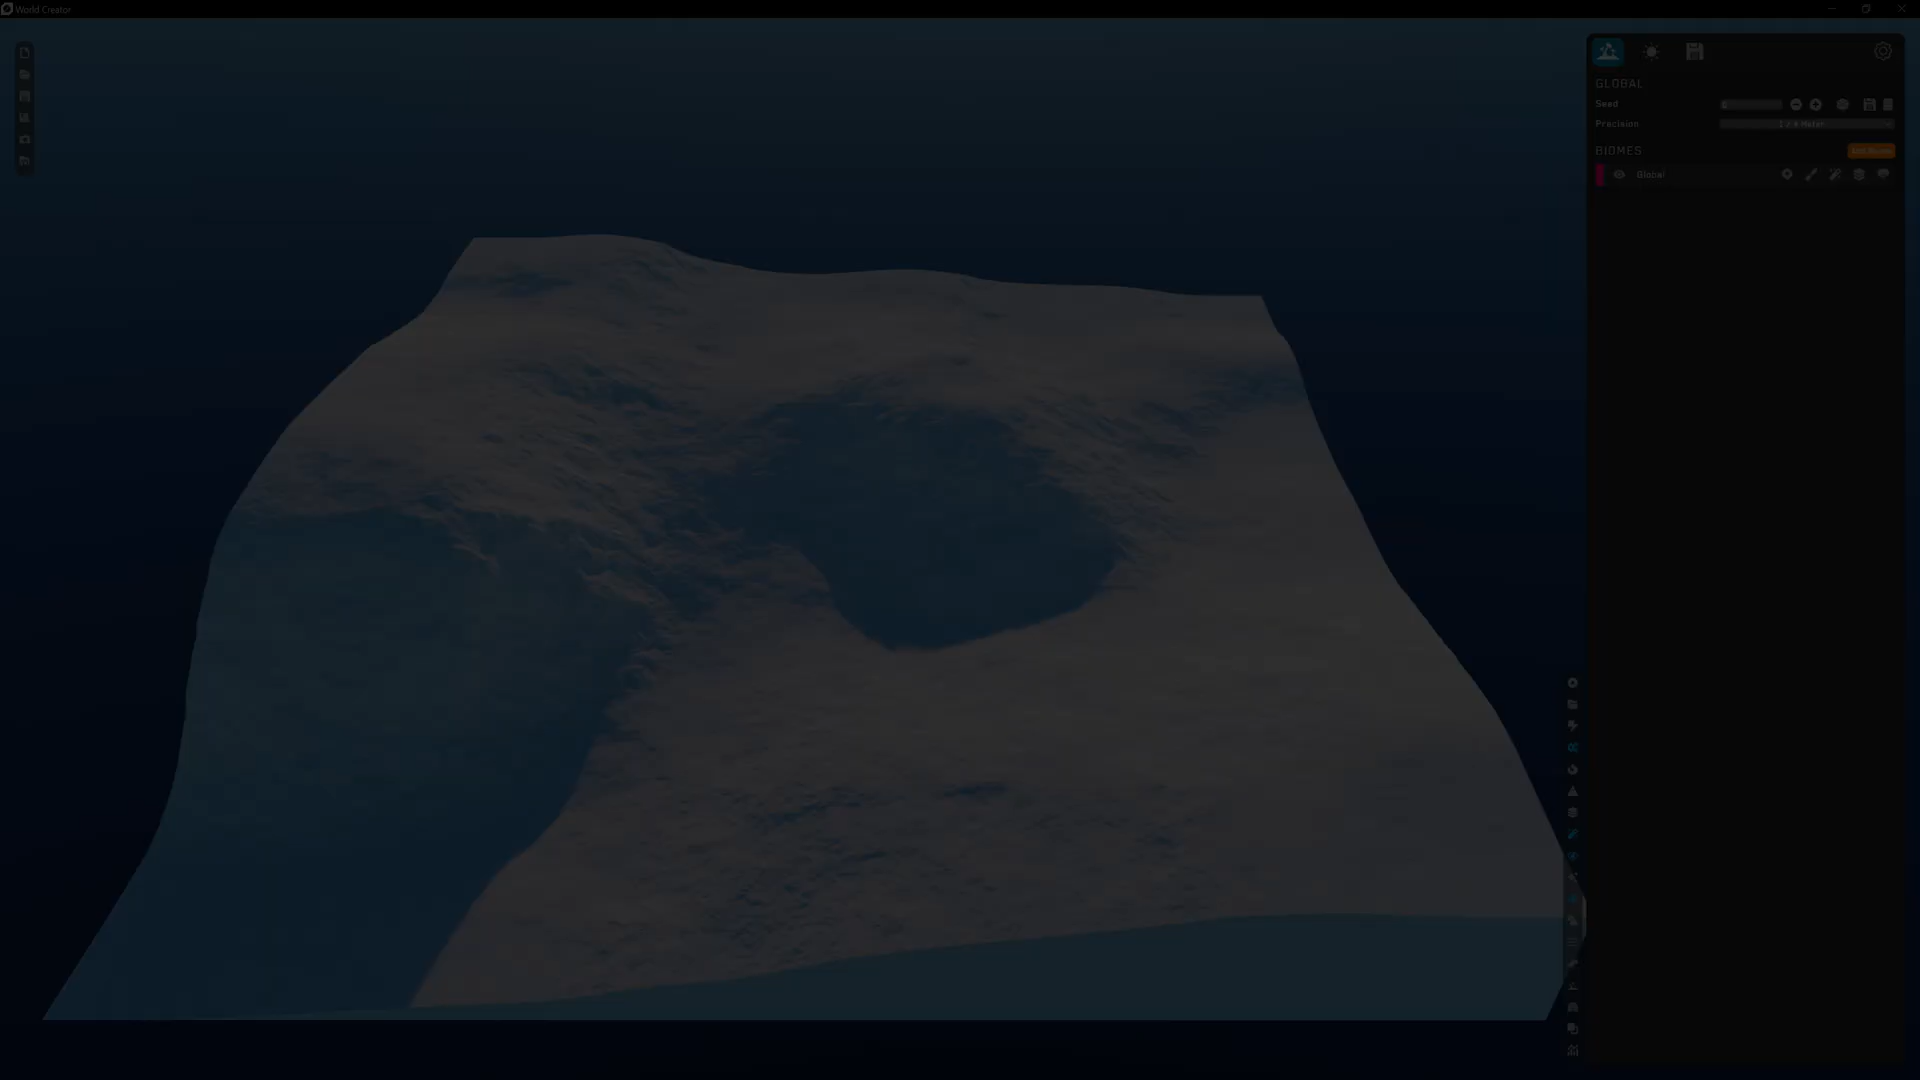 World Creator
GLOBAL
Seed
Precision
BIOMES
Global